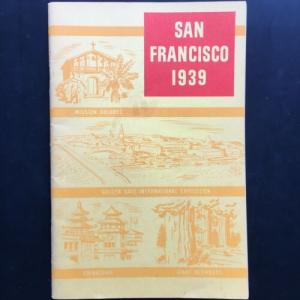 SAN
FRANCISCO
1939
MISSION DOLORES
GOLDEN GATE INTERNATIONAL EXPOSITION
CHINATOWN
GIANT REDWOODS